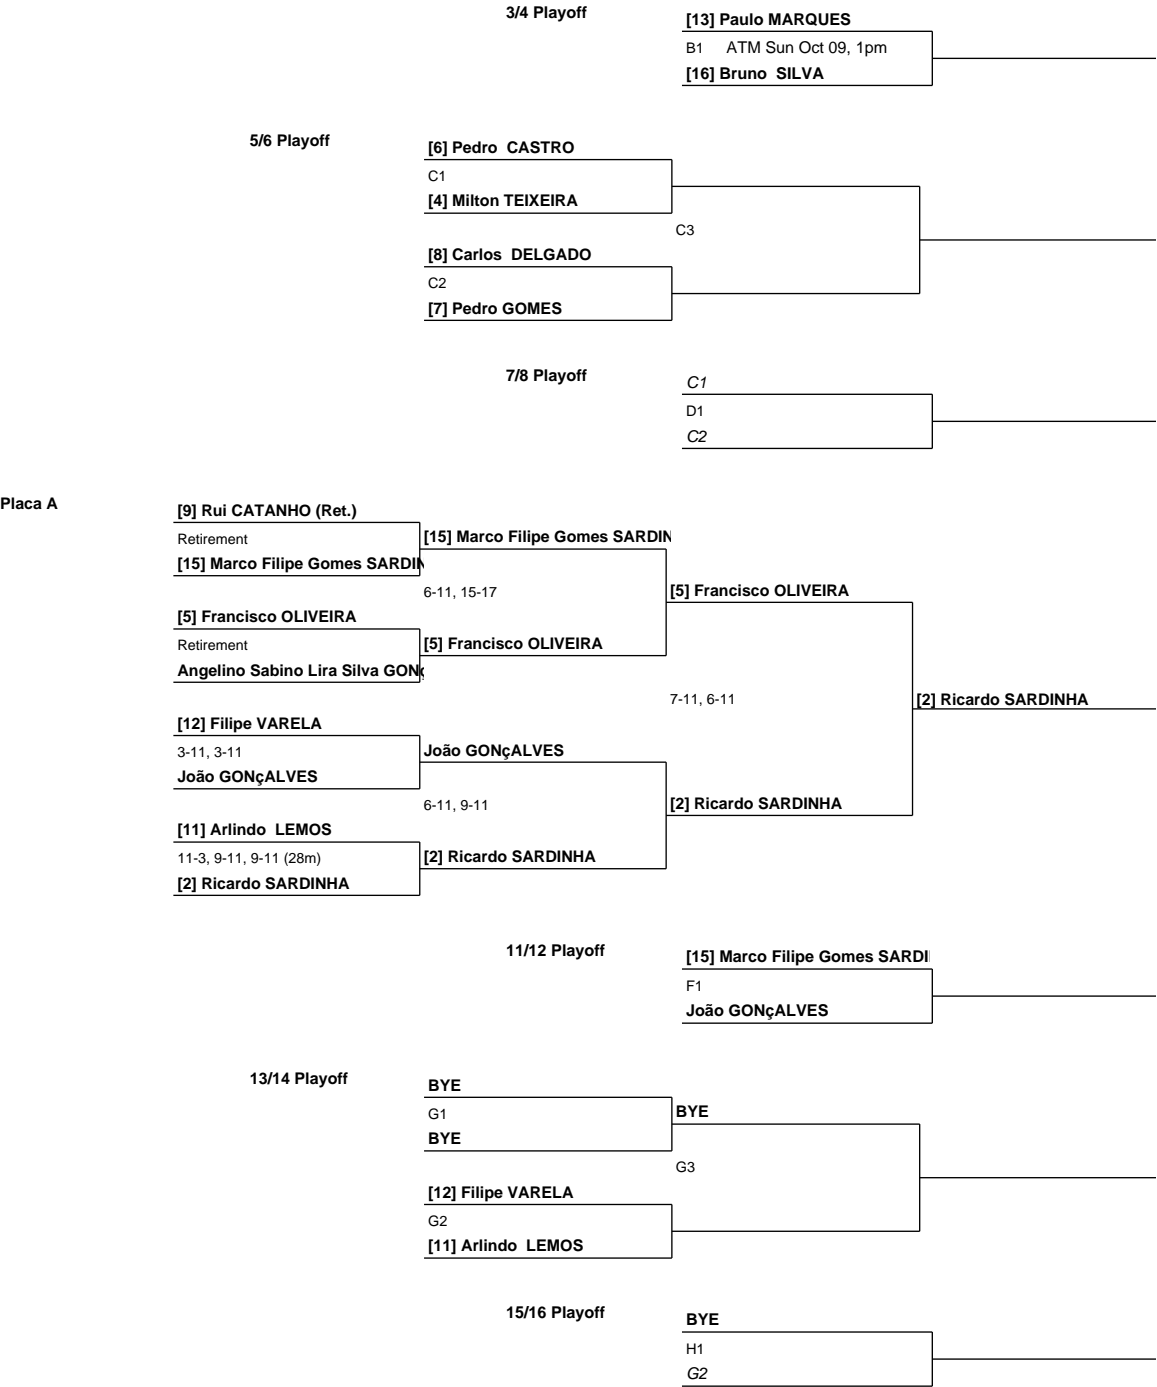 3/4 Playoff
[13] Paulo MARQUES
B1 ATM Sun Oct 09, 1pm
[16] Bruno SILVA
5/6 Playoff
[6] Pedro CASTRO
C1
[4] Milton TEIXEIRA
C3
[8] Carlos DELGADO
C2
[7] Pedro GOMES
7/8 Playoff
C1
D1
C2
Placa A
[9] Rui CATANHO (Ret.)
Retirement
[15] Marco Filipe Gomes SARDIN
[15] Marco Filipe Gomes SARDIN
6-11, 15-17
[5] Francisco OLIVEIRA
[5] Francisco OLIVEIRA
Retirement
[5] Francisco OLIVEIRA
Angelino Sabino Lira Silva GONç
7-11, 6-11
[2] Ricardo SARDINHA
[12] Filipe VARELA
3-11, 3-11
João GONçALVES
João GONçALVES
6-11, 9-11
[2] Ricardo SARDINHA
[11] Arlindo LEMOS
11-3, 9-11, 9-11 (28m)
[2] Ricardo SARDINHA
[2] Ricardo SARDINHA
11/12 Playoff
[15] Marco Filipe Gomes SARDI
F1
João GONçALVES
13/14 Playoff
BYE
G1
BYE
BYE
G3
[12] Filipe VARELA
G2
[11] Arlindo LEMOS
15/16 Playoff
BYE
H1
G2